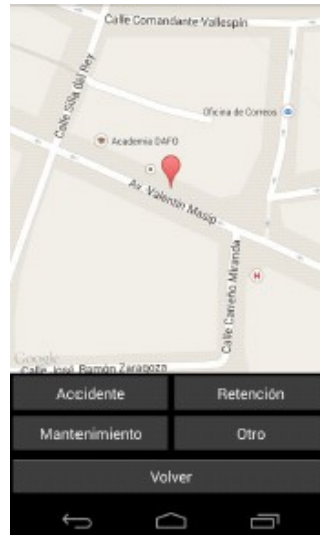 Calle Comandante Vallespín
Calle Silla del Rey
Oficina de Correos
Academia DAFO
Av. Valentín Masip
Calle Carreño Miranda
H
Google
Calle José Ramón Zaragoza
Accidente
Retención
Mantenimiento
Otro
Volver